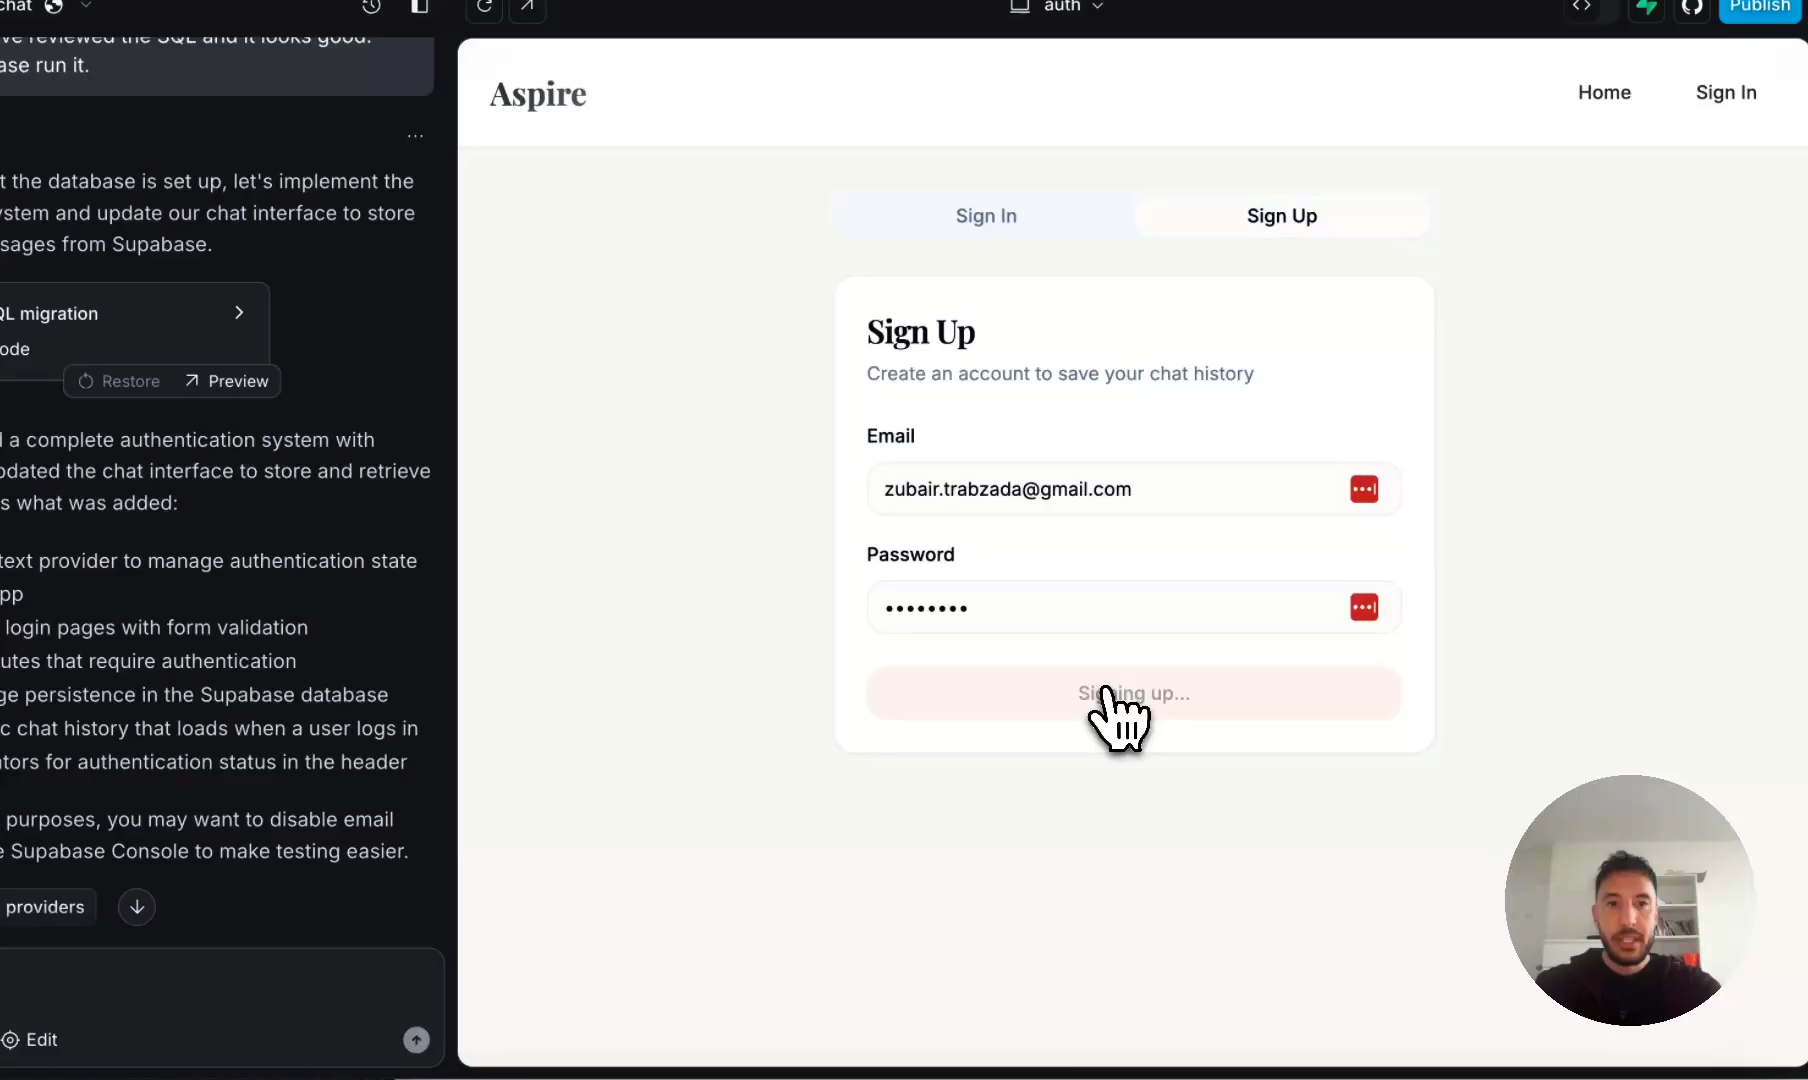 chat
auth
Publish
ve reviewed the SQL and it looks good.
ase run it.
...
t the database is set up, let's implement the
ystem and update our chat interface to store
sages from Supabase.
QL migration
ode
Restore
Preview
l a complete authentication system with
pdated the chat interface to store and retrieve
s what was added:
text provider to manage authentication state
pp
login pages with form validation
utes that require authentication
ge persistence in the Supabase database
c chat history that loads when a user logs in
ators for authentication status in the header
purposes, you may want to disable email
e Supabase Console to make testing easier.
providers
Edit
Aspire
Home
Sign In
Sign In
Sign Up
Sign Up
Create an account to save your chat history
Email
zubair.trabzada@gmail.com
Password
••••••••
Signing up...